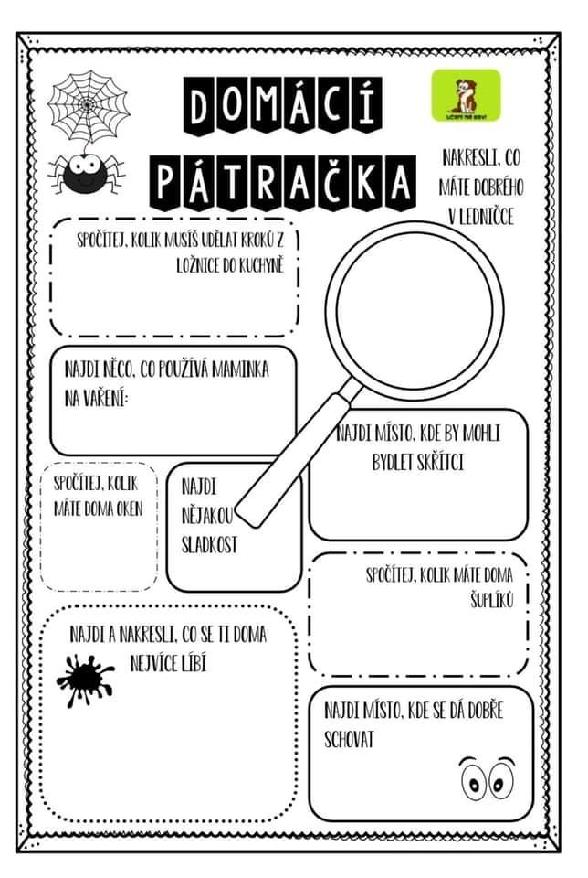 DOMÁCÍ
PÁTRAČKA
UČÍME NÁS BAVÍ
NAKRESLI, CO
MÁTE DOBRÉHO
V LEDNIČCE
SPOČÍTEJ, KOLIK MUSÍŠ UDĚLAT KROKŮ Z
LOŽNICE DO KUCHYNĚ
NAJDI NĚCO, CO POUŽÍVÁ MAMINKA
NA VAŘENÍ:
NAJDI MÍSTO, KDE BY MOHLI
BYDLET SKŘÍTCI
SPOČÍTEJ, KOLIK
MÁTE DOMA OKEN
NAJDI
NĚJAKOU
SLADKOST
SPOČÍTEJ, KOLIK MÁTE DOMA
ŠUPLÍKŮ
NAJDI A NAKRESLI, CO SE TI DOMA
NEJVÍCE LÍBÍ
NAJDI MÍSTO, KDE SE DÁ DOBŘE
SCHOVAT